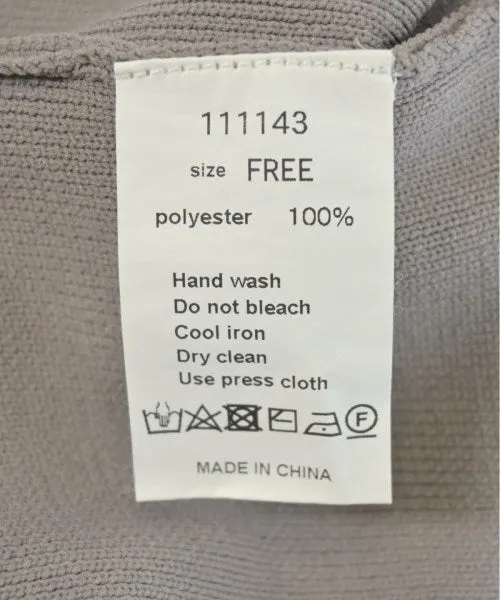 111143
size FREE
polyester 100%
Hand wash
Do not bleach
Cool iron
Dry clean
Use press cloth
F
MADE IN CHINA